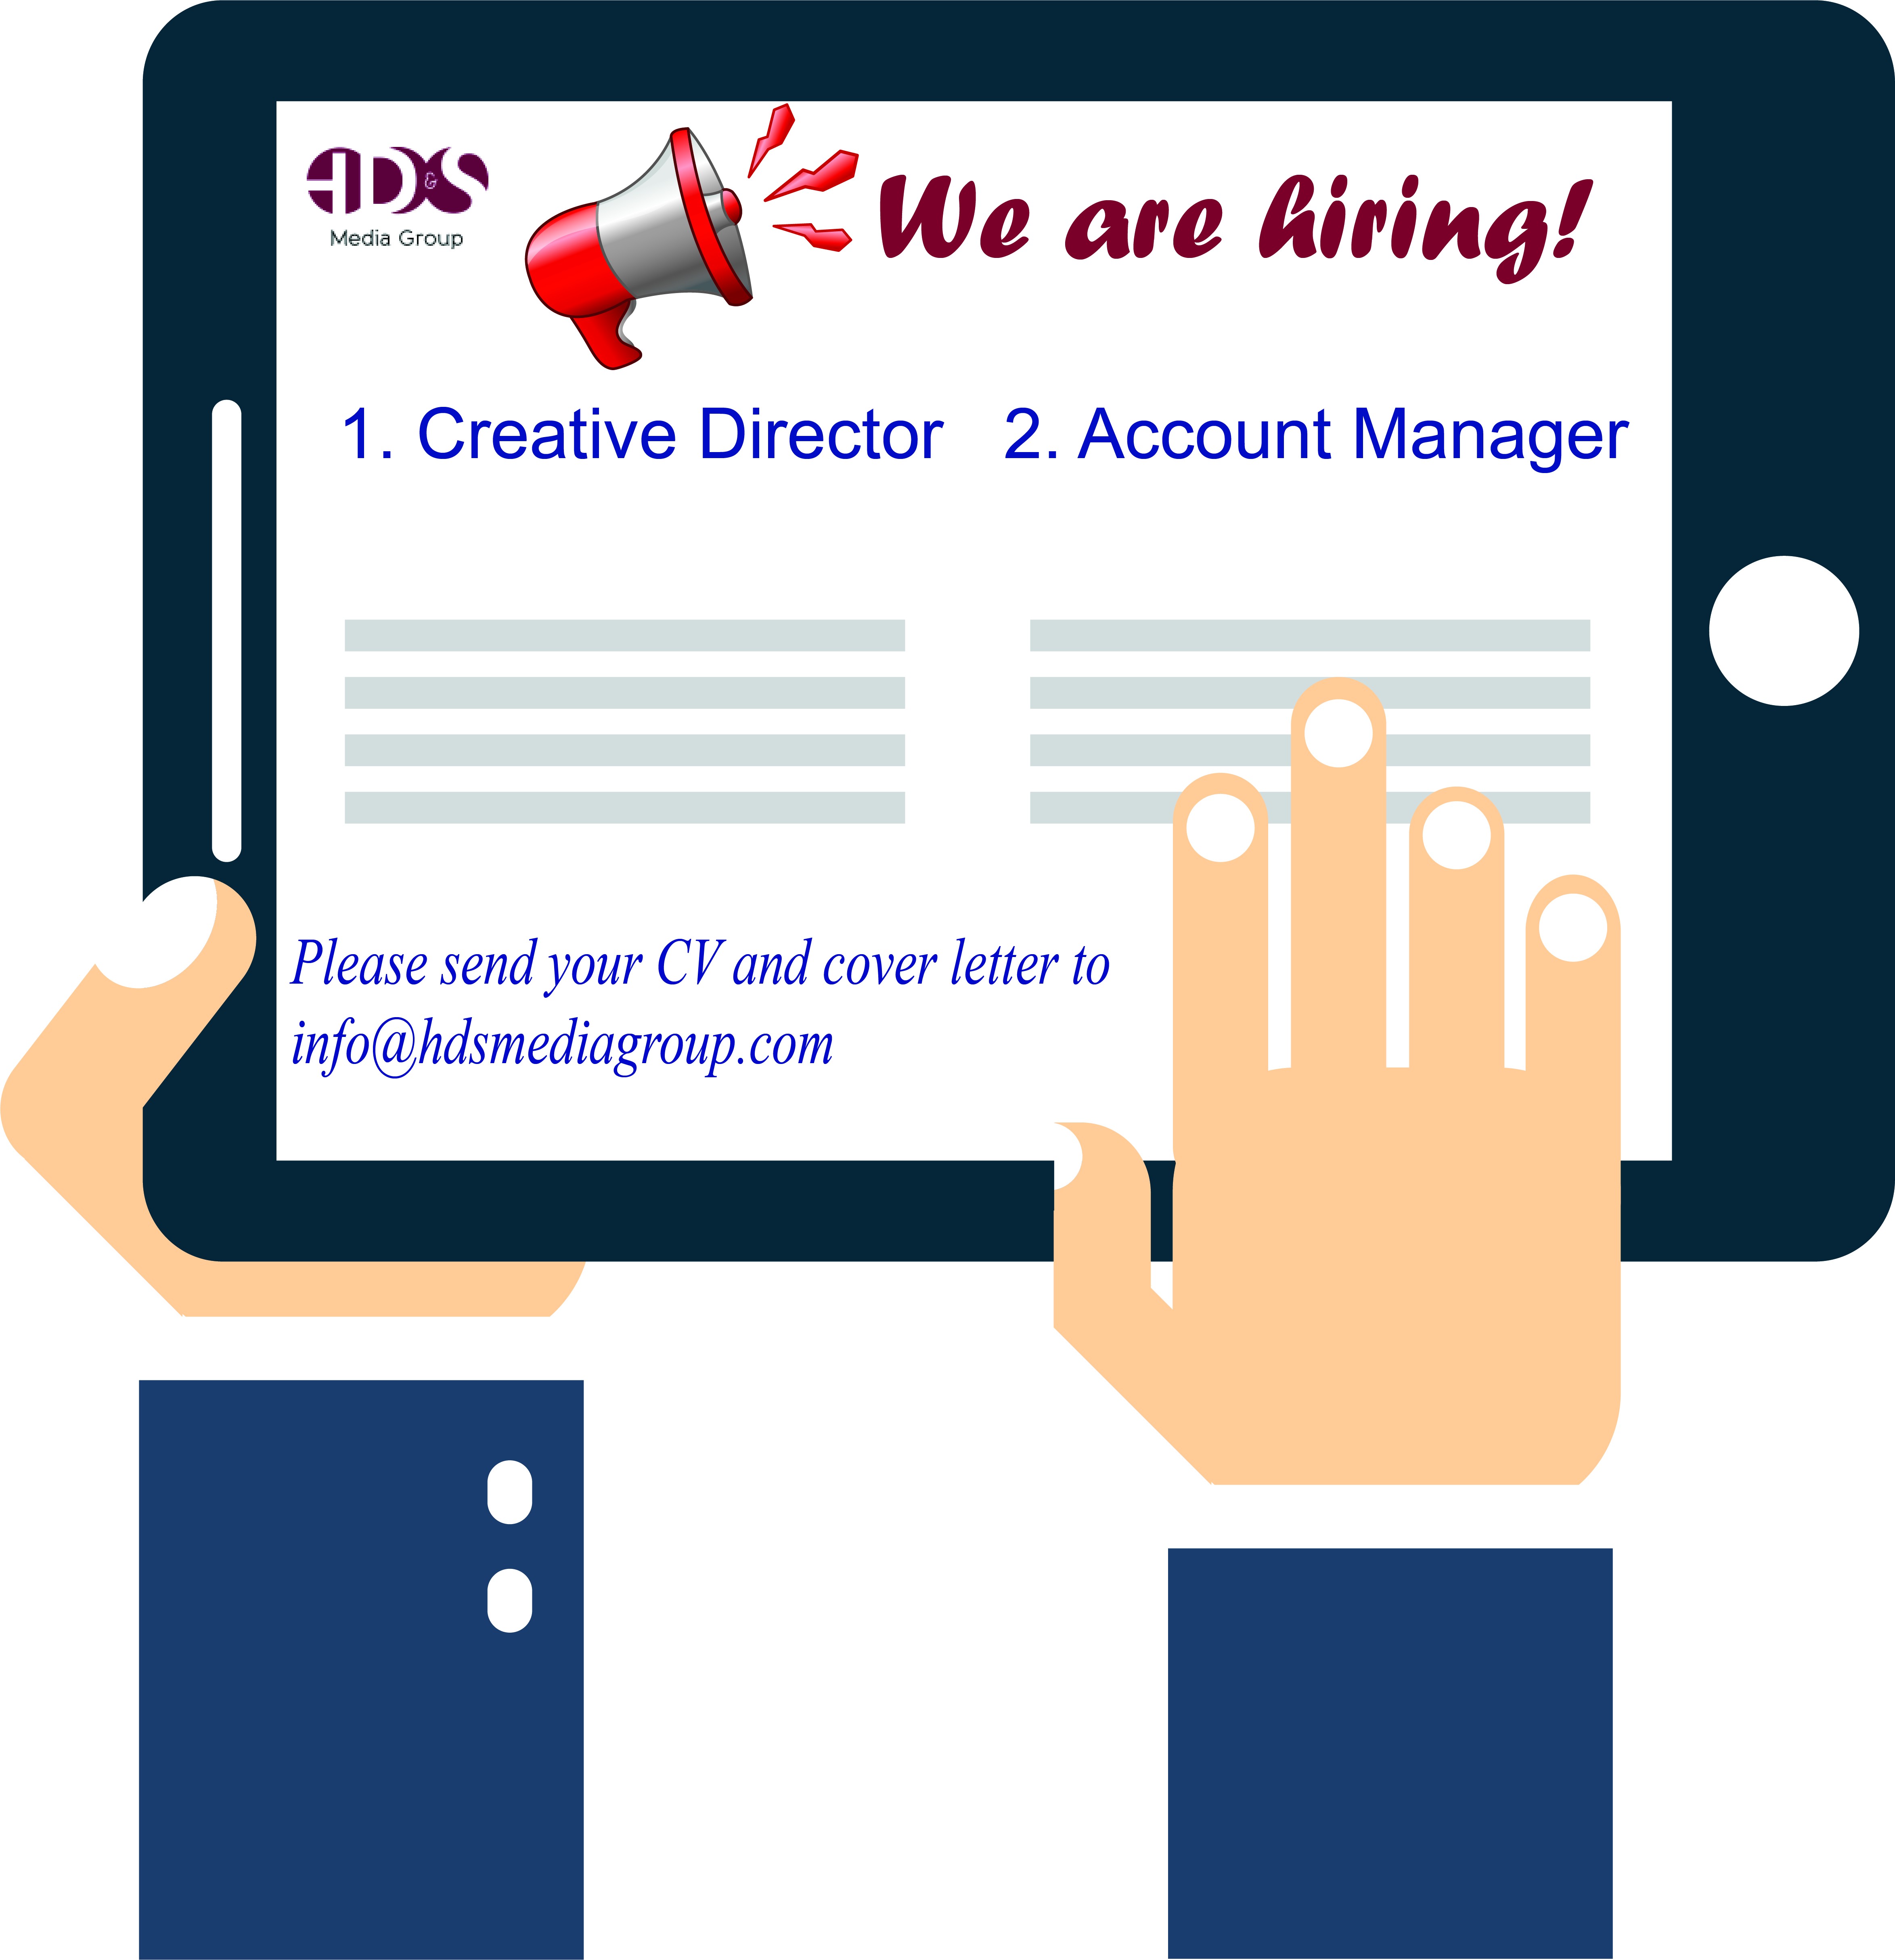 HD&S
Media Group
We are hiring!
1. Creative Director 2. Account Manager
Please send your CV and cover letter to
info@hdsmediagroup.com